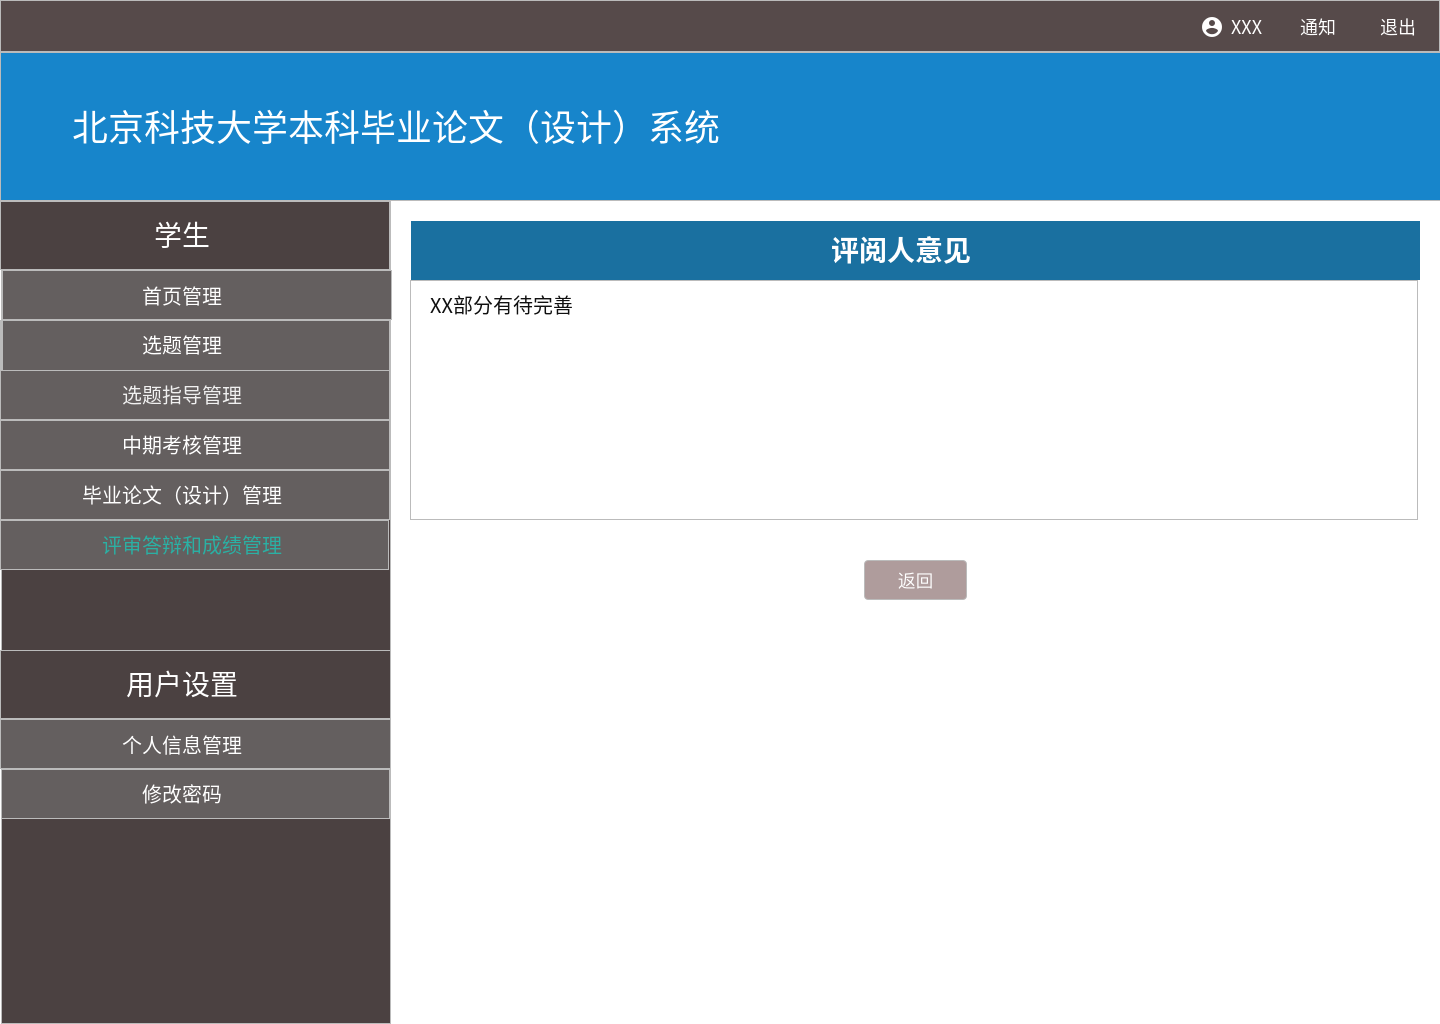 XXX 通知 退出
北京科技大学本科毕业论文（设计）系统
学生
首页管理
选题管理
选题指导管理
中期考核管理
毕业论文（设计）管理
评审答辩和成绩管理
用户设置
个人信息管理
修改密码
评阅人意见
XX部分有待完善
返回